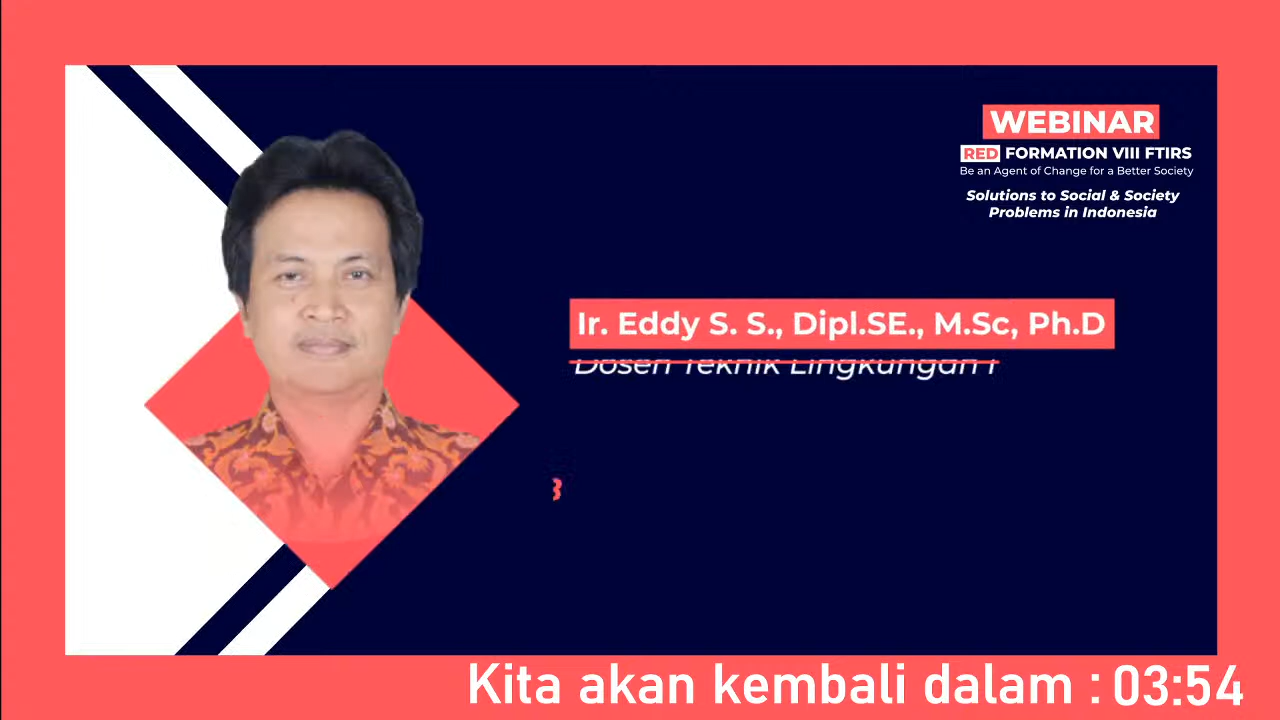 WEBINAR
RED FORMATION VIII FTIRS
Be an Agent of Change for a Better Society
Solutions to Social & Society
Problems in Indonesia
Ir. Eddy S. S., Dipl.SE., M.Sc, Ph.D
Dosen Teknik Lingkungan
Kita akan kembali dalam : 03:54